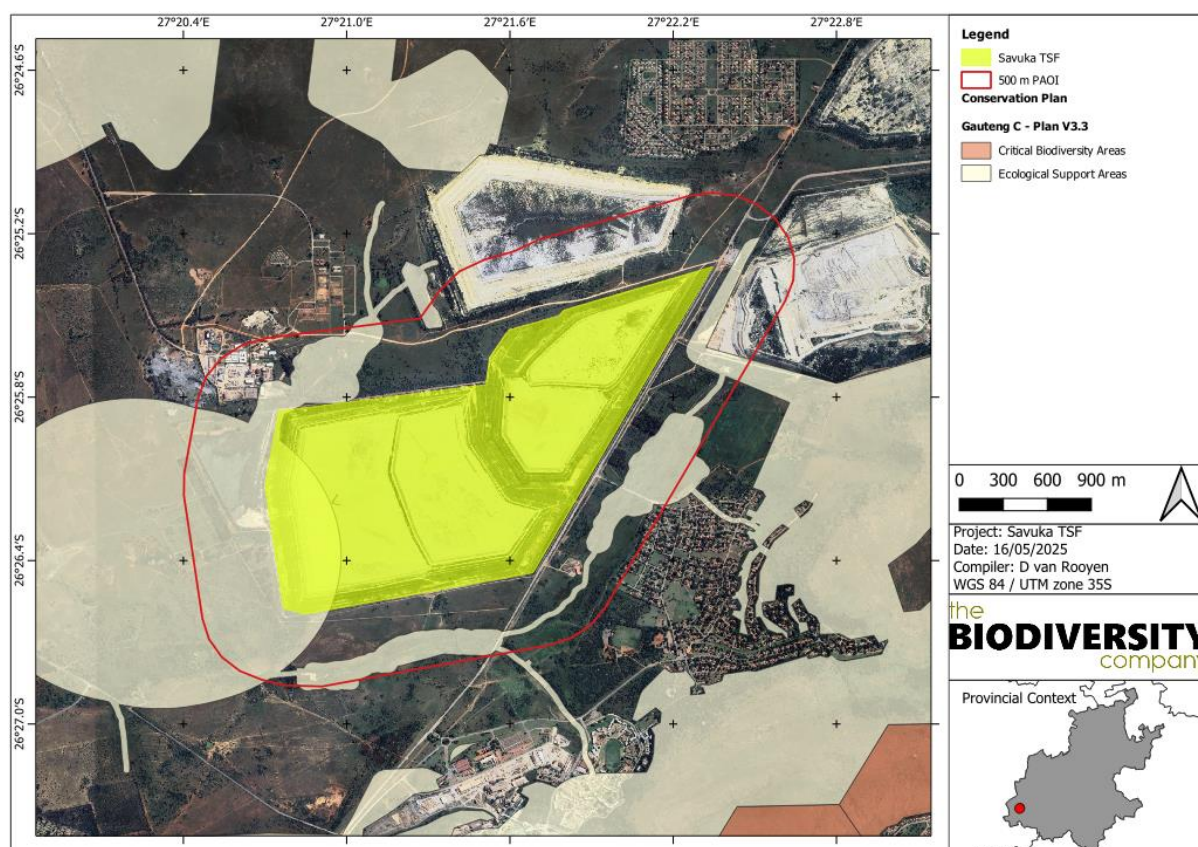 27°20.4'E
27°21.0'E
27°21.6'E
27°22.2'E
27°22.8'E
26°24.6'S
26°25.2'S
26°25.8'S
26°26.4'S
26°27.0'S
Legend
Savuka TSF
500 m PAOI
Conservation Plan
Gauteng C - Plan V3.3
Critical Biodiversity Areas
Ecological Support Areas
0 300 600 900 m
Project: Savuka TSF
Date: 16/05/2025
Compiler: D van Rooyen
WGS 84 / UTM zone 35S
the
BIODIVERSITY
company
Provincial Context